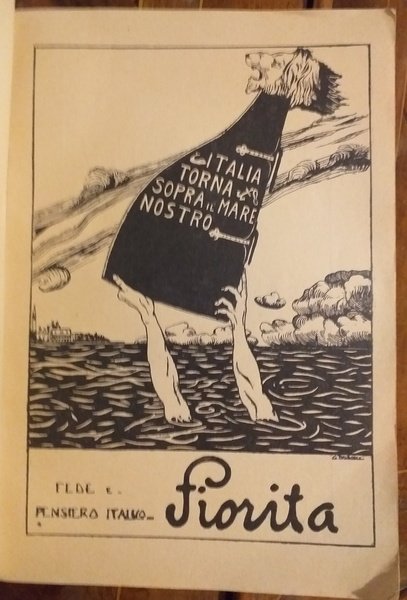 L'ITALIA
TORNA
SOPRA IL MARE
NOSTRO
FEDE E
PENSIERO ITALICO
Fiorita